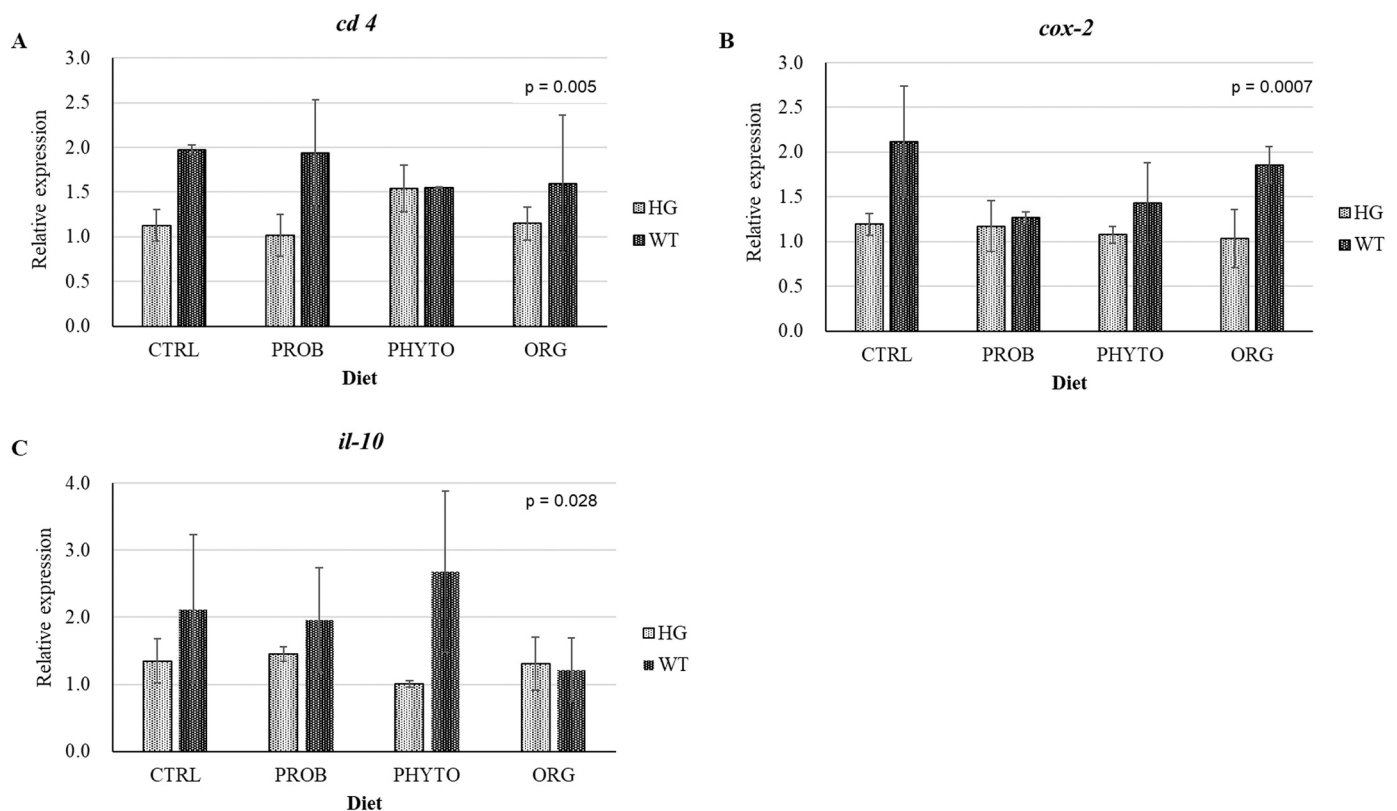 A
cd 4
3.0
2.5
2.0
1.5
1.0
0.5
0.0
Relative expression
p = 0.005
CTRL PROB PHYTO ORG
Diet
HG
WT
B
cox-2
3.0
2.5
2.0
1.5
1.0
0.5
0.0
Relative expression
p = 0.0007
CTRL PROB PHYTO ORG
Diet
HG
WT
C
il-10
4.0
3.0
2.0
1.0
0.0
Relative expression
p = 0.028
CTRL PROB PHYTO ORG
Diet
HG
WT